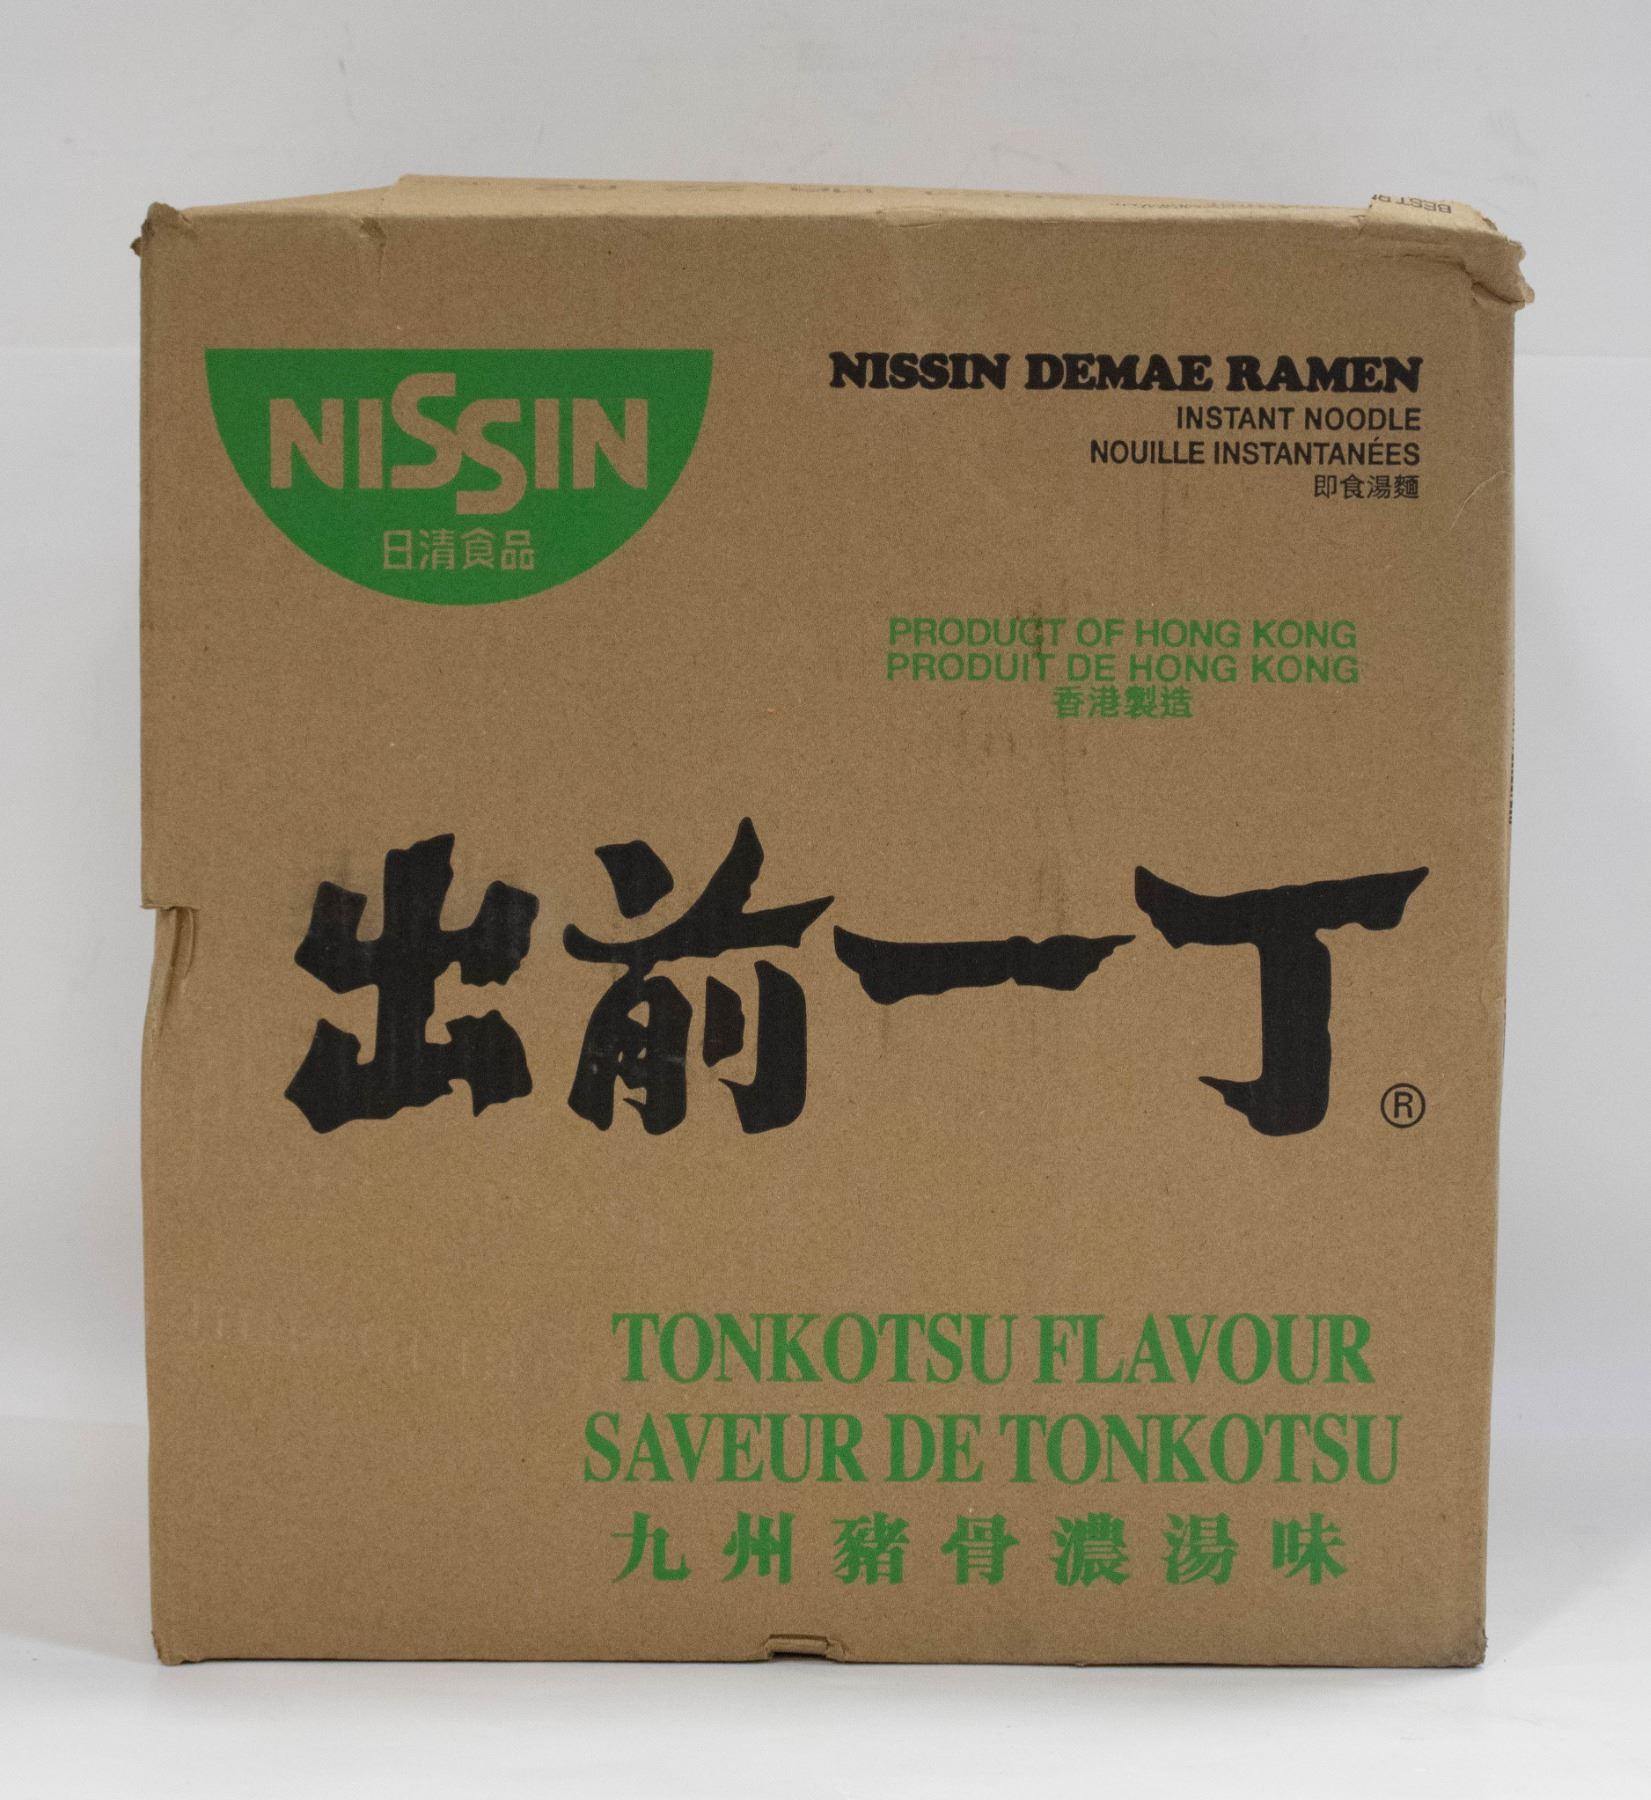 NISSIN
日清食品
NISSIN DEMAE RAMEN
INSTANT NOODLE
NOUILLE INSTANTANÉES
即食湯麵
PRODUCT OF HONG KONG
PRODUIT DE HONG KONG
香港製造
出前一丁
®
TONKOTSU FLAVOUR
SAVEUR DE TONKOTSU
九州豬骨濃湯味
BEST